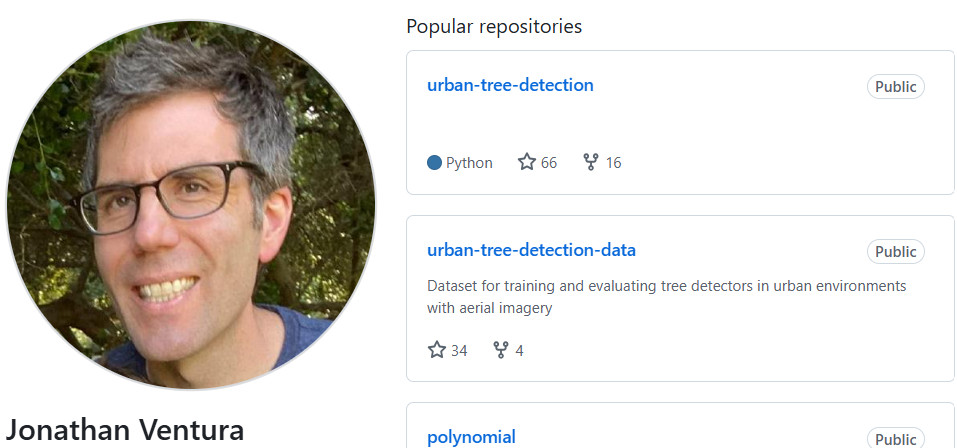 Popular repositories
urban-tree-detection
Public
Python 66 16
urban-tree-detection-data
Public
Dataset for training and evaluating tree detectors in urban environments
with aerial imagery
34 4
Jonathan Ventura
polynomial
Public